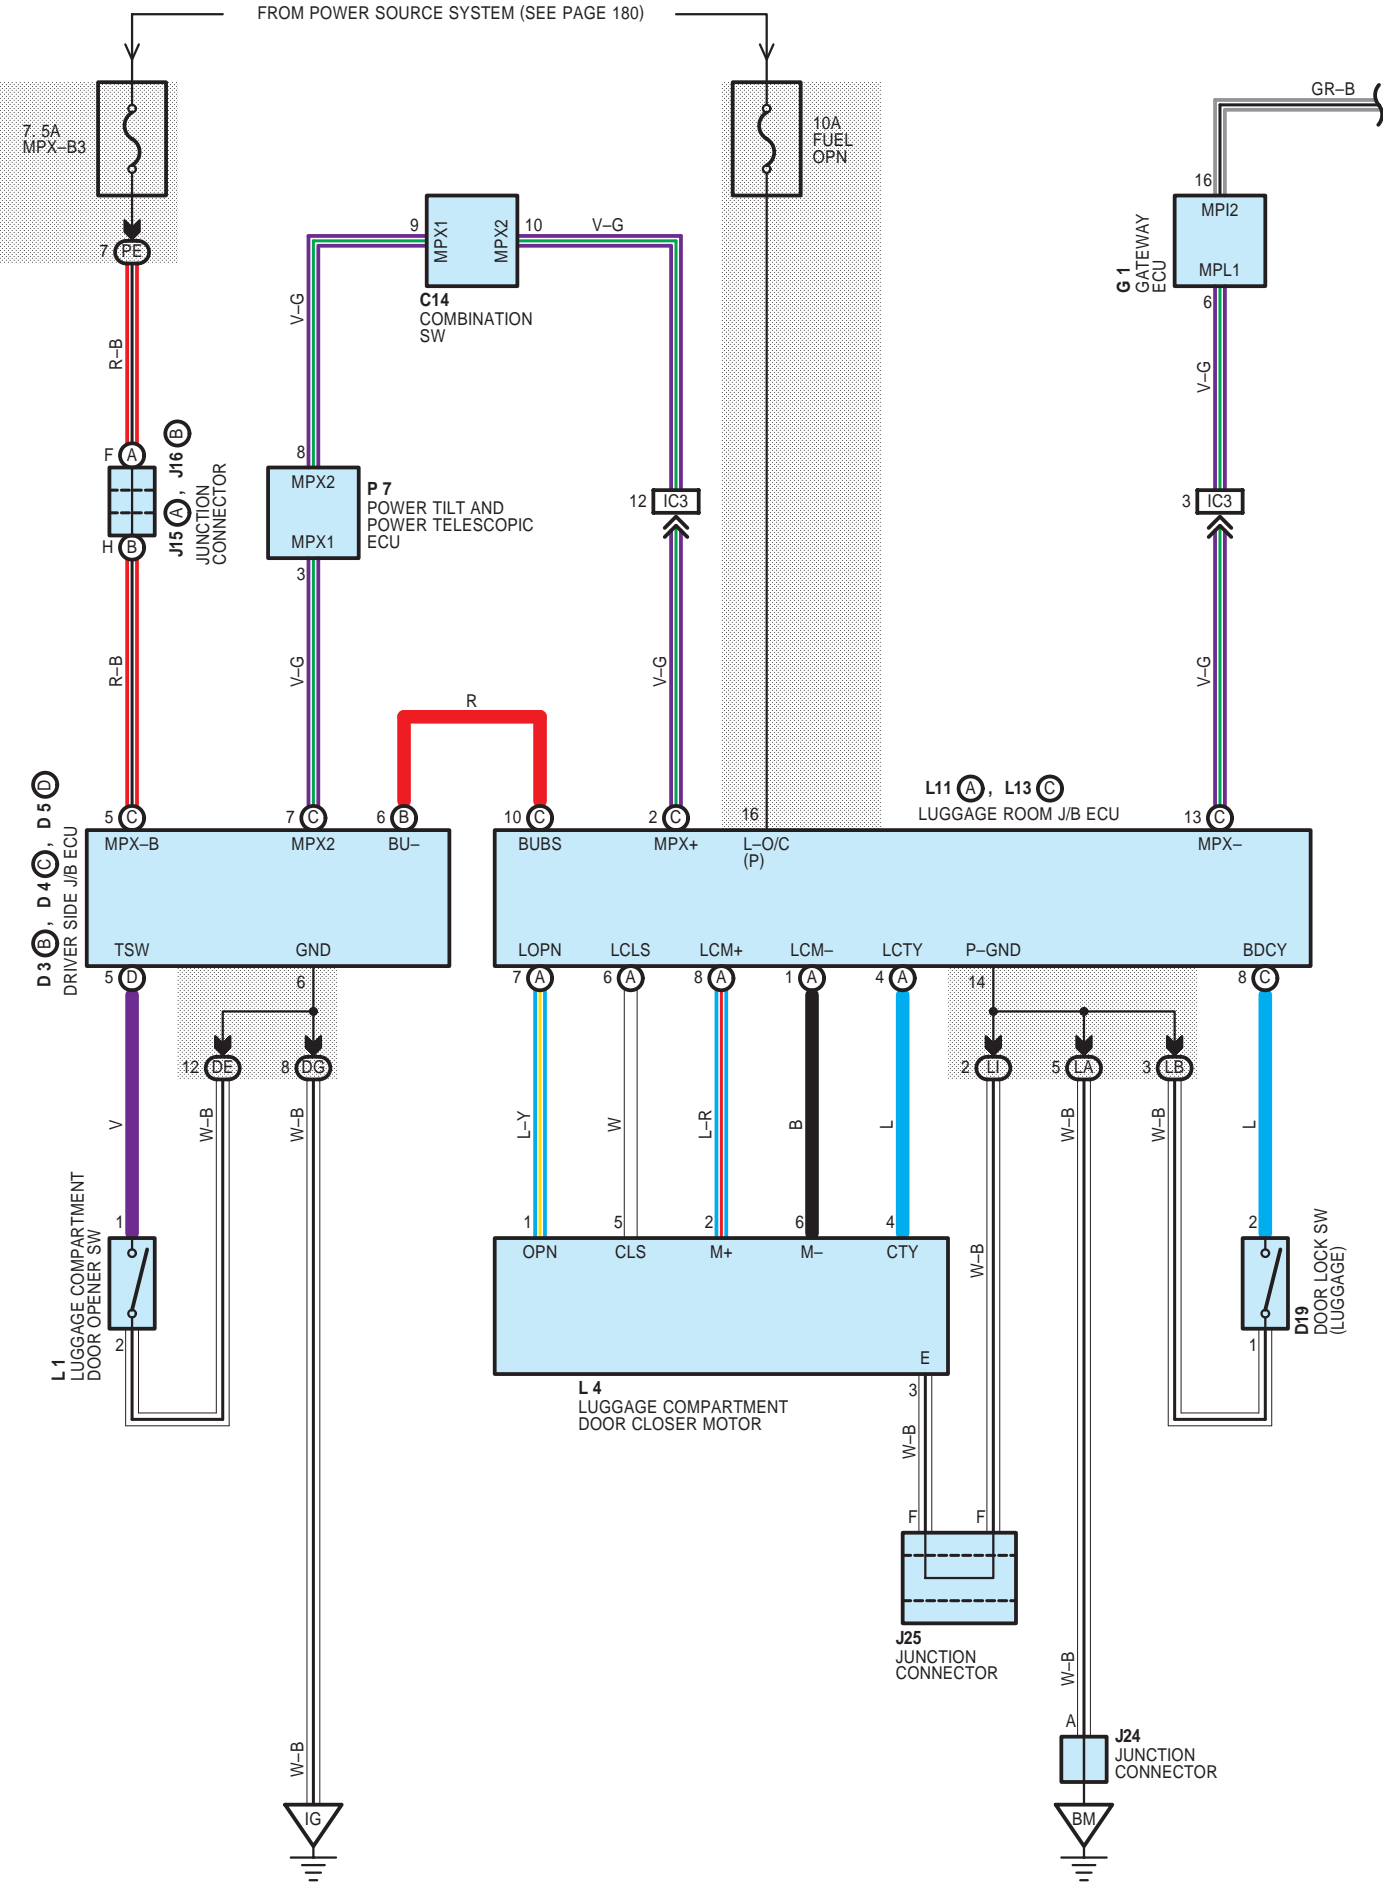 FROM POWER SOURCE SYSTEM (SEE PAGE 180)
7. 5A
MPX–B3
10A
FUEL
OPN
GR–B
7 PE
9 MPX1
MPX2 10
V–G
C14
COMBINATION
SW
16
MPI2
MPL1
6
G 1
GATEWAY
ECU
R–B
V–G
V–G
F A
H B
J15 A , J16 B
JUNCTION
CONNECTOR
8
MPX2
MPX1
3
P 7
POWER TILT AND
POWER TELESCOPIC
ECU
12 IC3
3 IC3
R–B
V–G
R
V–G
V–G
L11 A , L13 C
LUGGAGE ROOM J/B ECU
D 3 B , D 4 C , D 5 D
DRIVER SIDE J/B ECU
5 C
7 C
6 B
10 C
2 C
16
13 C
MPX–B
MPX2
BU–
BUBS
MPX+
L–O/C
(P)
MPX–
TSW
GND
LOPN
LCLS
LCM+
LCM–
LCTY
P–GND
BDCY
5 D
6
7 A
6 A
8 A
1 A
4 A
14
8 C
12 DE
8 DG
2 LI
5 LA
3 LB
V
W–B
W–B
L–Y
W
L–R
B
L
W–B
W–B
L
1
2
L 1
LUGGAGE COMPARTMENT
DOOR OPENER SW
1
5
2
6
4
OPN
CLS
M+
M–
CTY
E
3
L 4
LUGGAGE COMPARTMENT
DOOR CLOSER MOTOR
W–B
2
1
D19
DOOR LOCK SW
(LUGGAGE)
W–B
F
F
J25
JUNCTION
CONNECTOR
W–B
A
J24
JUNCTION
CONNECTOR
W–B
IG
BM